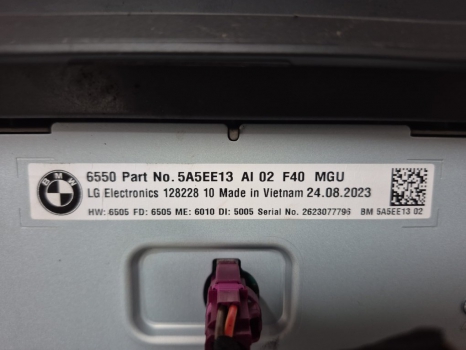 BMW
6550 Part No. 5A5EE13 AI 02 F40 MGU
LG Electronics 128228 10 Made in Vietnam 24.08.2023
HW: 6505 FD: 6505 ME: 6010 DI: 5005 Serial No. 2623077796 BM 5A5EE13 02